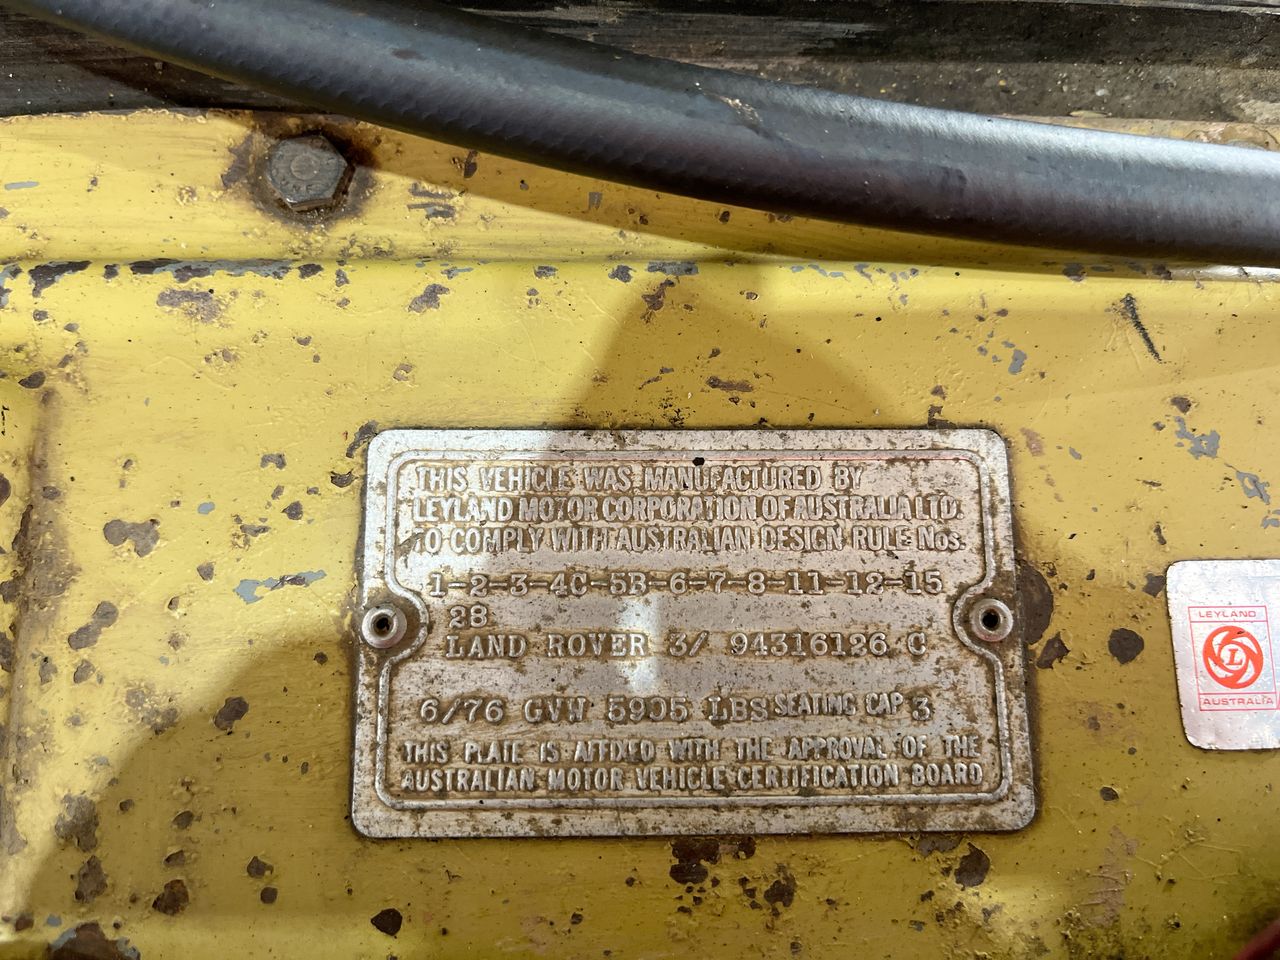 THIS VEHICLE WAS MANUFACTURED BY
LEYLAND MOTOR CORPORATION OF AUSTRALIA LTD.
TO COMPLY WITH AUSTRALIAN DESIGN RULE Nos.
1-2-3-4C-5B-6-7-8-11-12-15
28
LAND ROVER 3/ 94316126 C
6/76 GVW 5905 LBS SEATING CAP 3
THIS PLATE IS AFFIXED WITH THE APPROVAL OF THE
AUSTRALIAN MOTOR VEHICLE CERTIFICATION BOARD
LEYLAND
L
AUSTRALIA